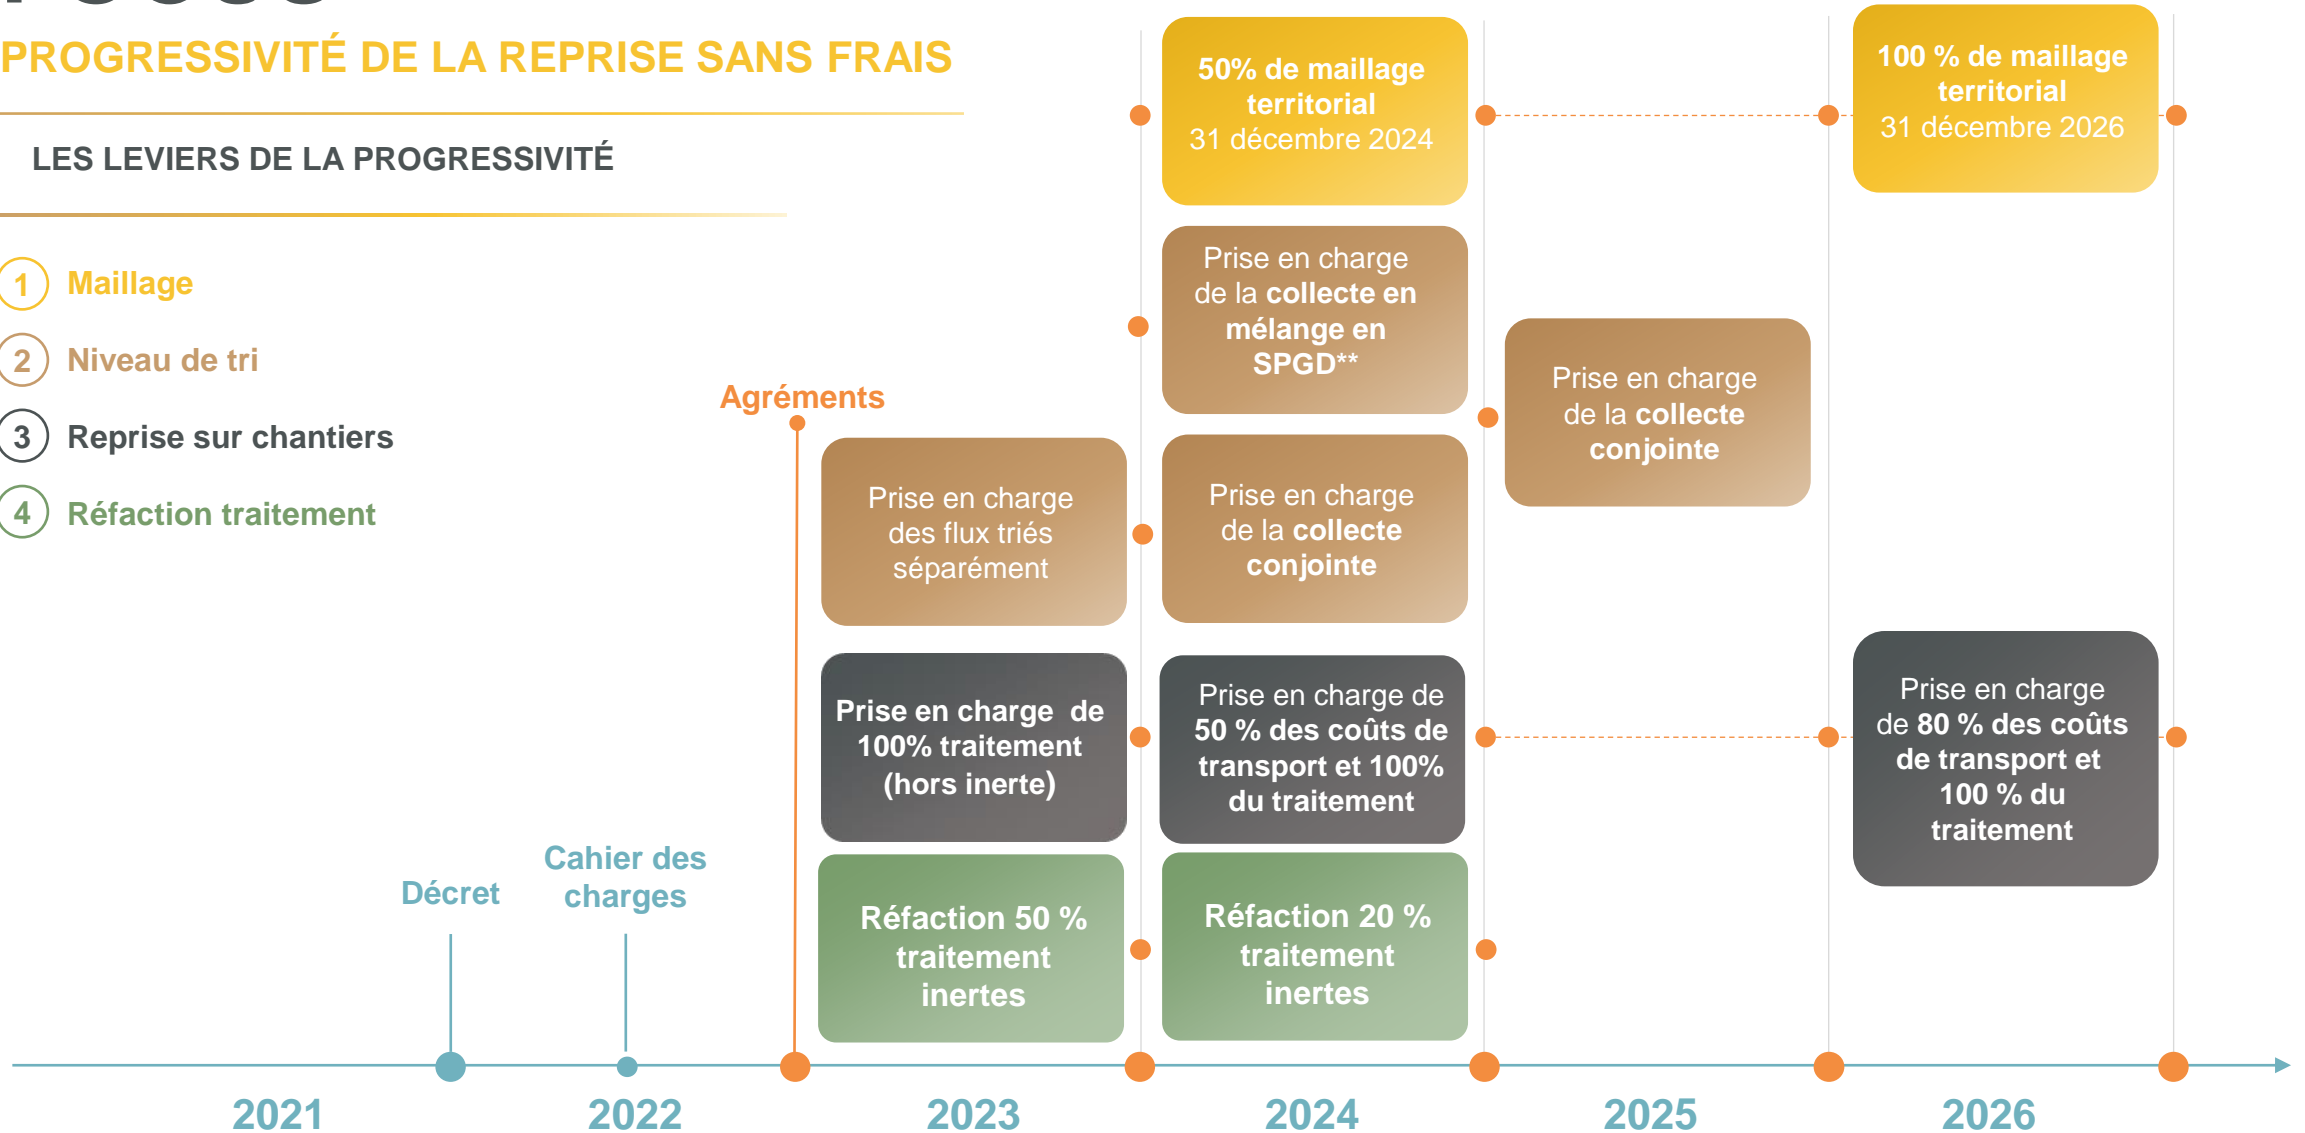 PROGRESSIVITÉ DE LA REPRISE SANS FRAIS
LES LEVIERS DE LA PROGRESSIVITÉ
1 Maillage
2 Niveau de tri
3 Reprise sur chantiers
4 Réfaction traitement
Décret
Cahier des
charges
Agréments
Prise en charge
des flux triés
séparément
Prise en charge de
100% traitement
(hors inerte)
Réfaction 50 %
traitement
inertes
50% de maillage
territorial
31 décembre 2024
Prise en charge
de la collecte en
mélange en
SPGD**
Prise en charge
de la collecte
conjointe
Prise en charge de
50 % des coûts de
transport et 100%
du traitement
Réfaction 20 %
traitement
inertes
Prise en charge
de la collecte
conjointe
100 % de maillage
territorial
31 décembre 2026
Prise en charge
de 80 % des coûts
de transport et
100 % du
traitement
2021
2022
2023
2024
2025
2026